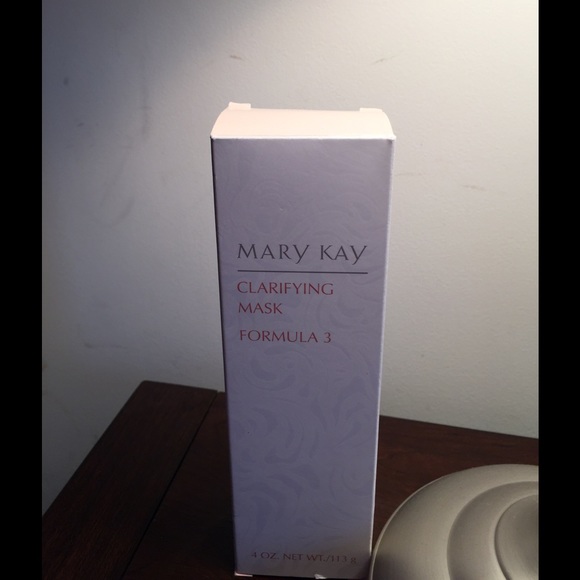 MARY KAY
CLARIFYING
MASK
FORMULA 3
4 OZ. NET WT./113 g